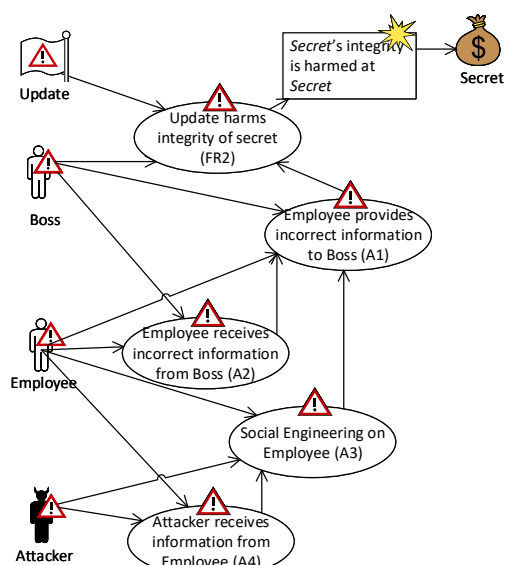 Secret's integrity
is harmed at
Secret
$
Secret
Update
Update harms
integrity of secret
(FR2)
Boss
Employee provides
incorrect information
to Boss (A1)
Employee receives
incorrect information
from Boss (A2)
Employee
Social Engineering on
Employee (A3)
Attacker receives
information from
Employee (A4)
Attacker